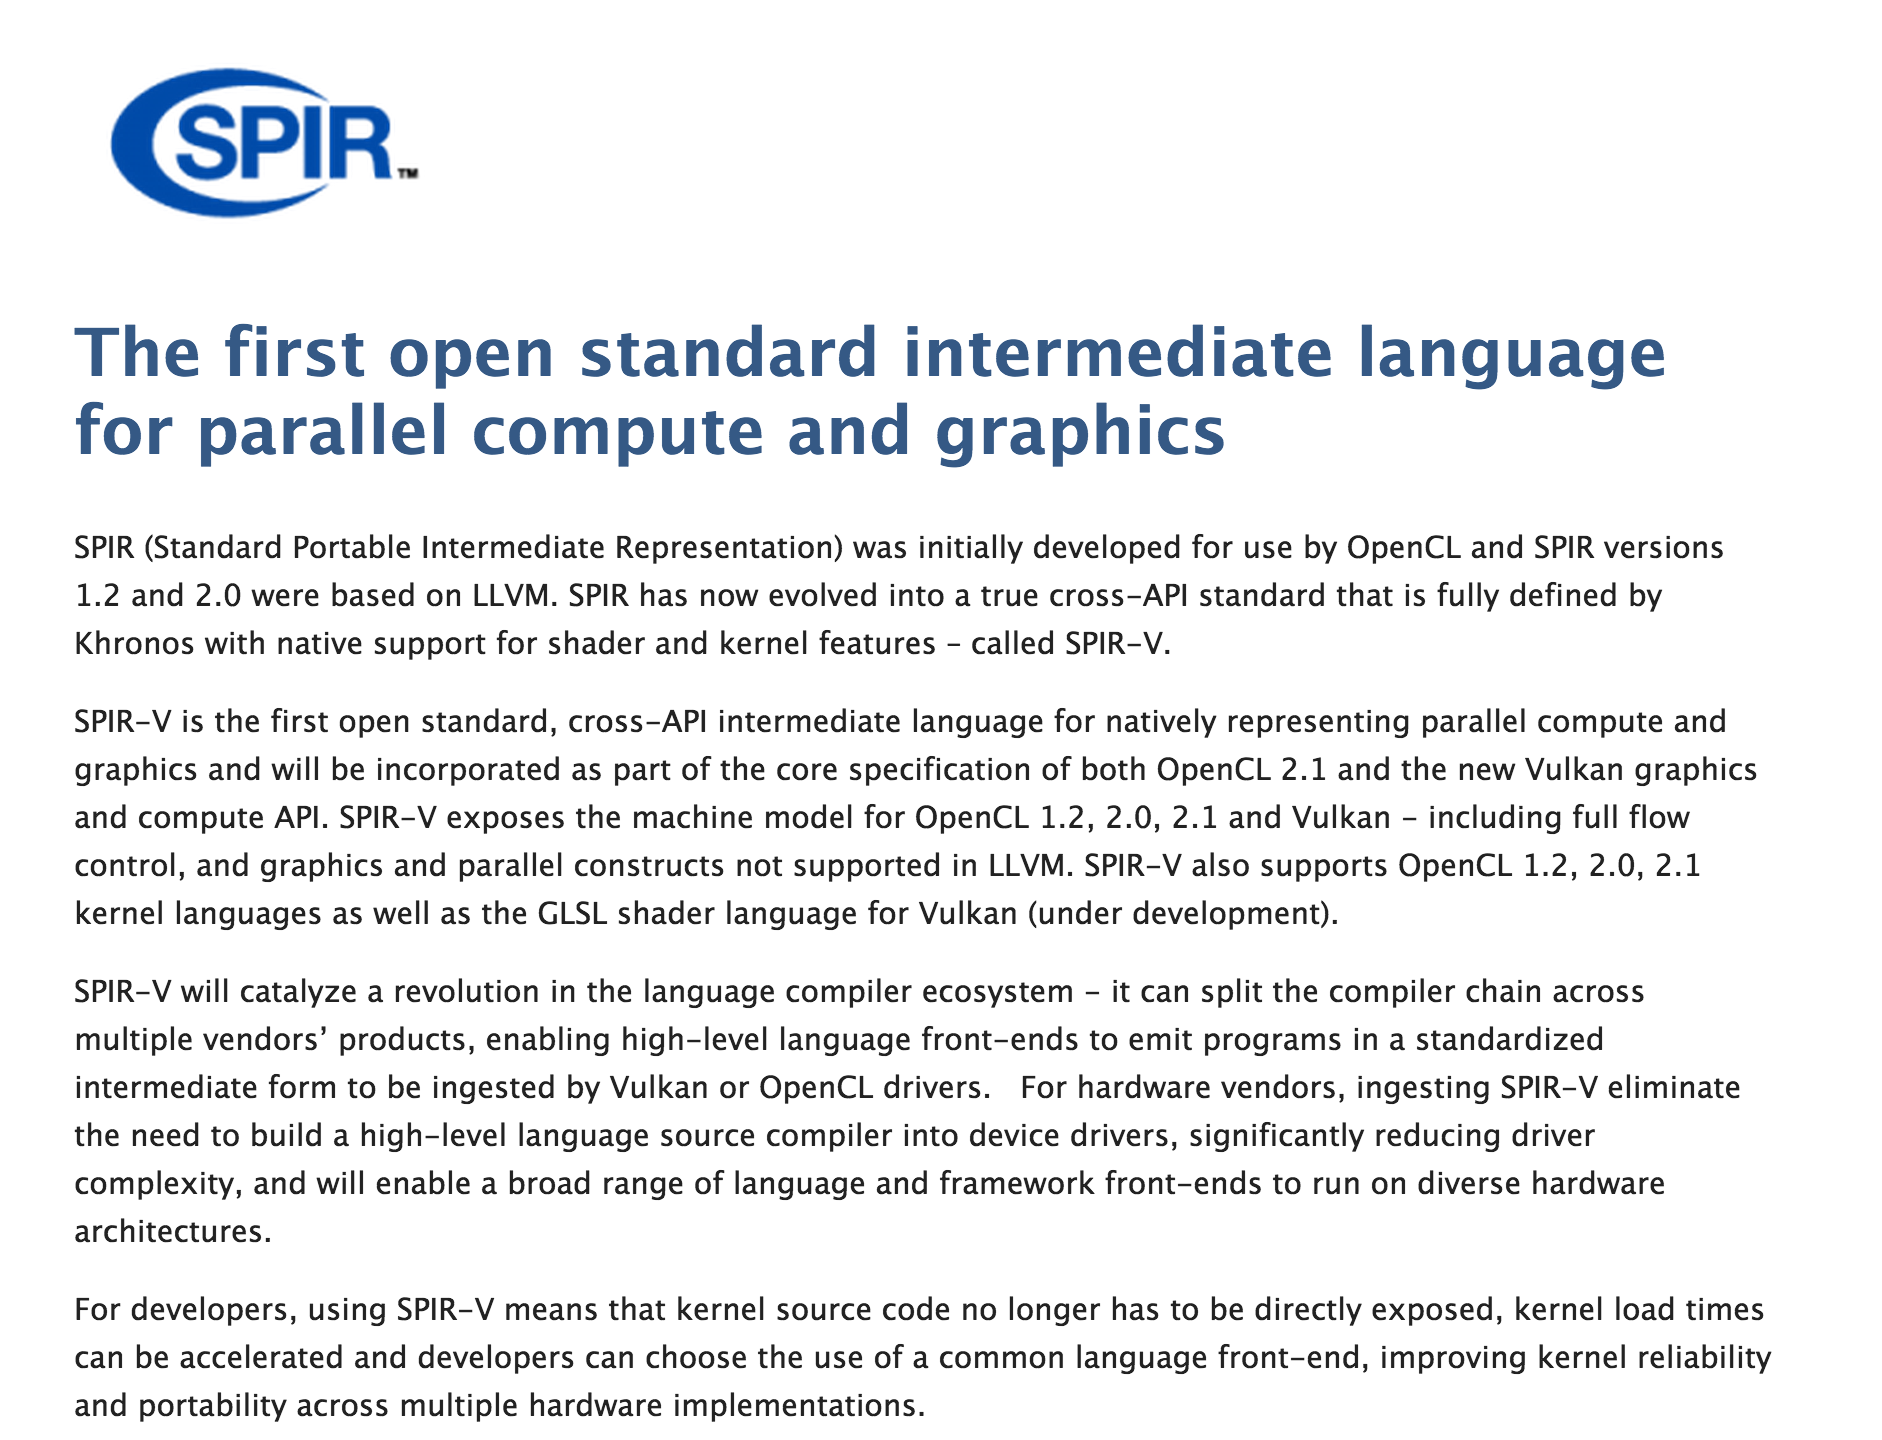 SPIR™
The first open standard intermediate language
for parallel compute and graphics
SPIR (Standard Portable Intermediate Representation) was initially developed for use by OpenCL and SPIR versions
1.2 and 2.0 were based on LLVM. SPIR has now evolved into a true cross-API standard that is fully defined by
Khronos with native support for shader and kernel features – called SPIR-V.
SPIR-V is the first open standard, cross-API intermediate language for natively representing parallel compute and
graphics and will be incorporated as part of the core specification of both OpenCL 2.1 and the new Vulkan graphics
and compute API. SPIR-V exposes the machine model for OpenCL 1.2, 2.0, 2.1 and Vulkan - including full flow
control, and graphics and parallel constructs not supported in LLVM. SPIR-V also supports OpenCL 1.2, 2.0, 2.1
kernel languages as well as the GLSL shader language for Vulkan (under development).
SPIR-V will catalyze a revolution in the language compiler ecosystem - it can split the compiler chain across
multiple vendors’ products, enabling high-level language front-ends to emit programs in a standardized
intermediate form to be ingested by Vulkan or OpenCL drivers.   For hardware vendors, ingesting SPIR-V eliminate
the need to build a high-level language source compiler into device drivers, significantly reducing driver
complexity, and will enable a broad range of language and framework front-ends to run on diverse hardware
architectures.
For developers, using SPIR-V means that kernel source code no longer has to be directly exposed, kernel load times
can be accelerated and developers can choose the use of a common language front-end, improving kernel reliability
and portability across multiple hardware implementations.